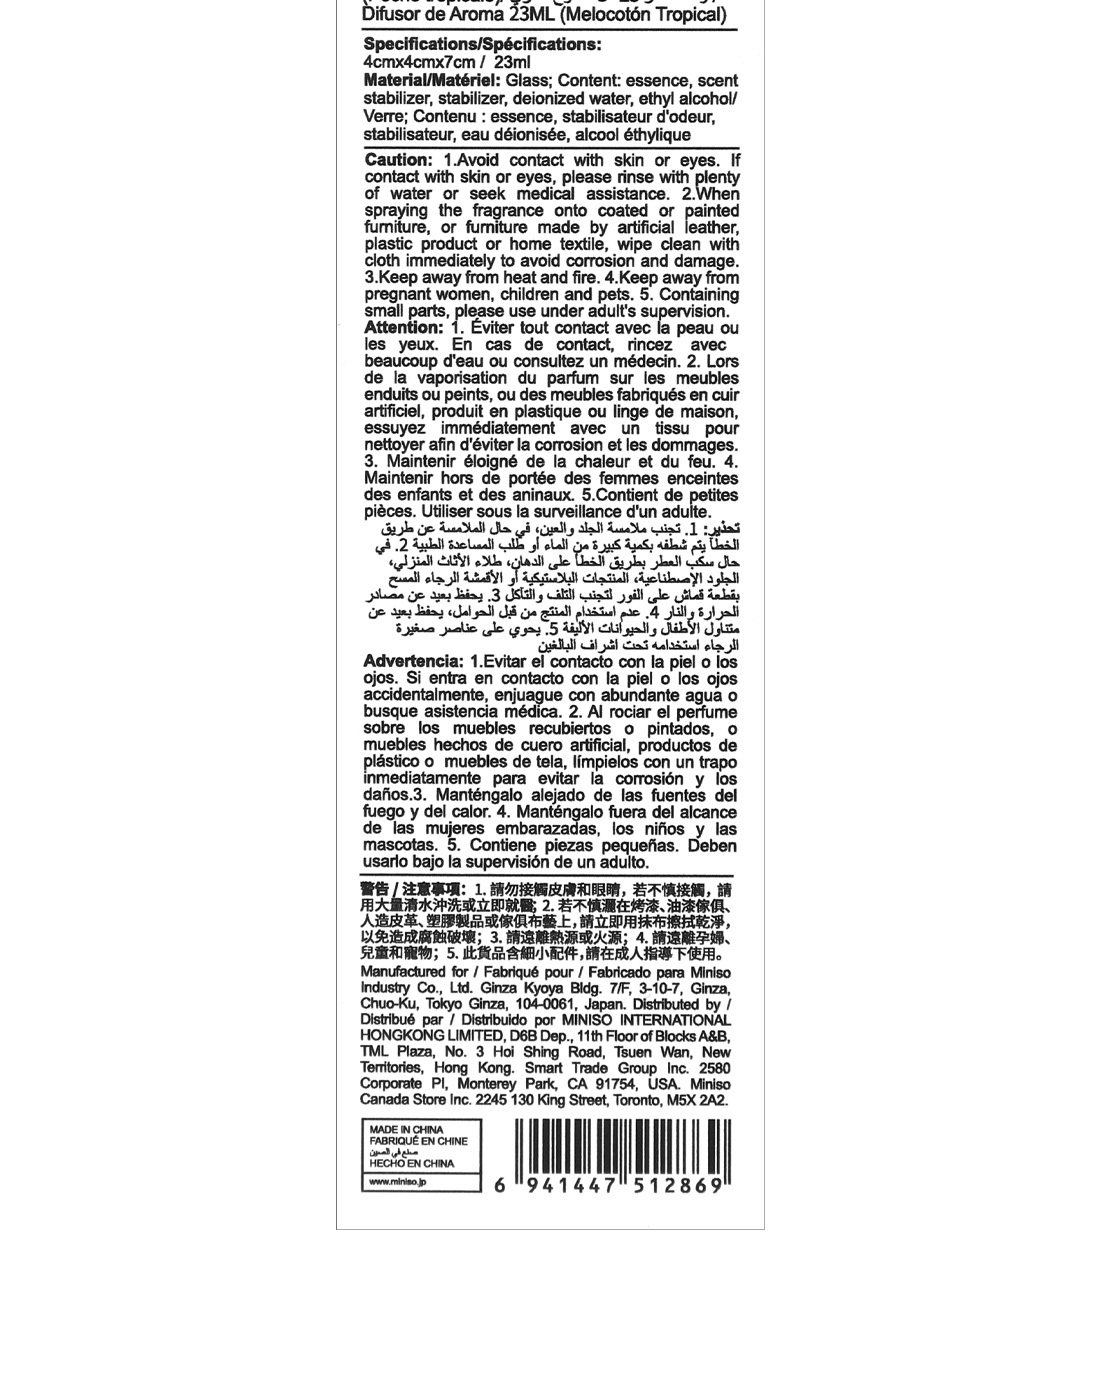 Difusor de Aroma 23ML (Melocotón Tropical)
Specifications/Spécifications:
4cmx4cmx7cm / 23ml
Material/Matériel: Glass; Content: essence, scent
stabilizer, stabilizer, deionized water, ethyl alcohol/
Verre; Contenu : essence, stabilisateur d'odeur,
stabilisateur, eau déionisée, alcool éthylique
Caution: 1.Avoid contact with skin or eyes. If
contact with skin or eyes, please rinse with plenty
of water or seek medical assistance. 2.When
spraying the fragrance onto coated or painted
furniture, or furniture made by artificial leather,
plastic product or home textile, wipe clean with
cloth immediately to avoid corrosion and damage.
3.Keep away from heat and fire. 4.Keep away from
pregnant women, children and pets. 5. Containing
small parts, please use under adult's supervision.
Attention: 1. Éviter tout contact avec la peau ou
les yeux. En cas de contact, rincez avec
beaucoup d'eau ou consultez un médecin. 2. Lors
de la vaporisation du parfum sur les meubles
enduits ou peints, ou des meubles fabriqués en cuir
artificiel, produit en plastique ou linge de maison,
essuyez immédiatement avec un tissu pour
nettoyer afin d'éviter la corrosion et les dommages.
3. Maintenir éloigné de la chaleur et du feu. 4.
Maintenir hors de portée des femmes enceintes
des enfants et des aninaux. 5.Contient de petites
pièces. Utiliser sous la surveillance d'un adulte.
تحذير: 1. تجنب ملامسة الجلد والعين، في حال الملامسة عن طريق
الخطأ يتم شطفه بكمية كبيرة من الماء أو طلب المساعدة الطبية 2. في
حال سكب العطر بطريق الخطأ على الدهان، طلاء الأثاث المنزلي،
الجلود الإصطناعية، المنتجات البلاستيكية أو الأقمشة الرجاء المسح
بقطعة قماش على الفور لتجنب التلف والتآكل 3. يحفظ بعيد عن مصادر
الحرارة والنار 4. عدم استخدام المنتج من قبل الحوامل، يحفظ بعيد عن
متناول الأطفال والحيوانات الأليفة 5. يحوي على عناصر صغيرة
الرجاء استخدامه تحت اشراف البالغين
Advertencia: 1.Evitar el contacto con la piel o los
ojos. Si entra en contacto con la piel o los ojos
accidentalmente, enjuague con abundante agua o
busque asistencia médica. 2. Al rociar el perfume
sobre los muebles recubiertos o pintados, o
muebles hechos de cuero artificial, productos de
plástico o muebles de tela, límpielos con un trapo
inmediatamente para evitar la corrosión y los
daños.3. Manténgalo alejado de las fuentes del
fuego y del calor. 4. Manténgalo fuera del alcance
de las mujeres embarazadas, los niños y las
mascotas. 5. Contiene piezas pequeñas. Deben
usarlo bajo la supervisión de un adulto.
警告 / 注意事項: 1. 請勿接觸皮膚和眼睛，若不慎接觸，請
用大量清水沖洗或立即就醫; 2. 若不慎灑在烤漆、油漆傢俱、
人造皮革、塑膠製品或傢俱布藝上，請立即用抹布擦拭乾淨，
以免造成腐蝕破壞；3. 請遠離熱源或火源；4. 請遠離孕婦、
兒童和寵物；5. 此貨品含細小配件，請在成人指導下使用。
Manufactured for / Fabriqué pour / Fabricado para Miniso
Industry Co., Ltd. Ginza Kyoya Bldg. 7/F, 3-10-7, Ginza,
Chuo-Ku, Tokyo Ginza, 104-0061, Japan. Distributed by /
Distribué par / Distribuido por MINISO INTERNATIONAL
HONGKONG LIMITED, D6B Dep., 11th Floor of Blocks A&B,
TML Plaza, No. 3 Hoi Shing Road, Tsuen Wan, New
Territories, Hong Kong. Smart Trade Group Inc. 2580
Corporate Pl, Monterey Park, CA 91754, USA. Miniso
Canada Store Inc. 2245 130 King Street, Toronto, M5X 2A2.
MADE IN CHINA
FABRIQUÉ EN CHINE
صنع في الصين
HECHO EN CHINA
www.miniso.jp
6 941447 512869